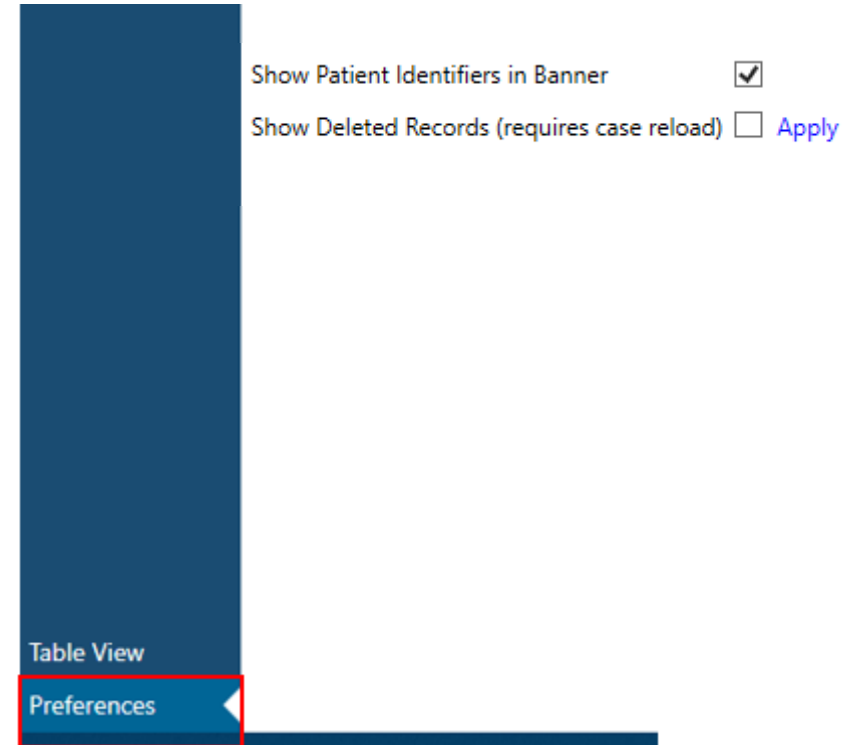 Show Patient Identifiers in Banner
Show Deleted Records (requires case reload) Apply
Table View
Preferences